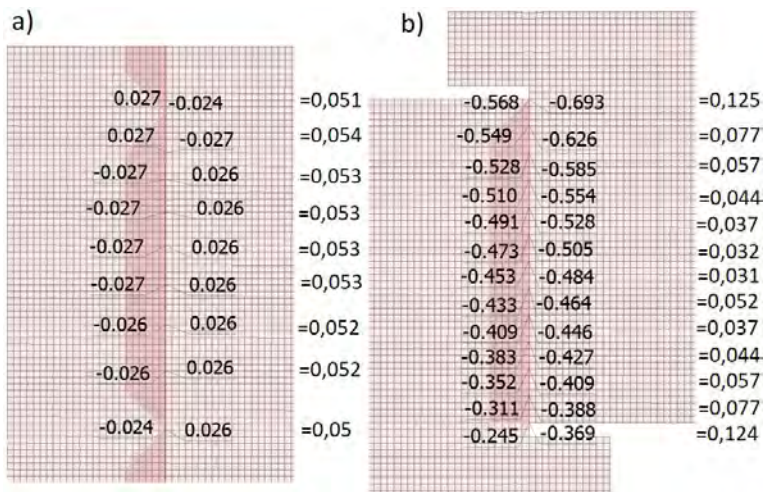 a)
0.027 -0.024 =0,051
0.027 -0.027 =0,054
-0.027 0.026 =0,053
-0.027 0.026 =0,053
-0.027 0.026 =0,053
-0.027 0.026 =0,053
-0.026 0.026 =0,052
-0.026 0.026 =0,052
-0.024 0.026 =0,05
b)
-0.568 -0.693 =0,125
-0.549 -0.626 =0,077
-0.528 -0.585 =0,057
-0.510 -0.554 =0,044
-0.491 -0.528 =0,037
-0.473 -0.505 =0,032
-0.453 -0.484 =0,031
-0.433 -0.464 =0,052
-0.409 -0.446 =0,037
-0.383 -0.427 =0,044
-0.352 -0.409 =0,057
-0.311 -0.388 =0,077
-0.245 -0.369 =0,124